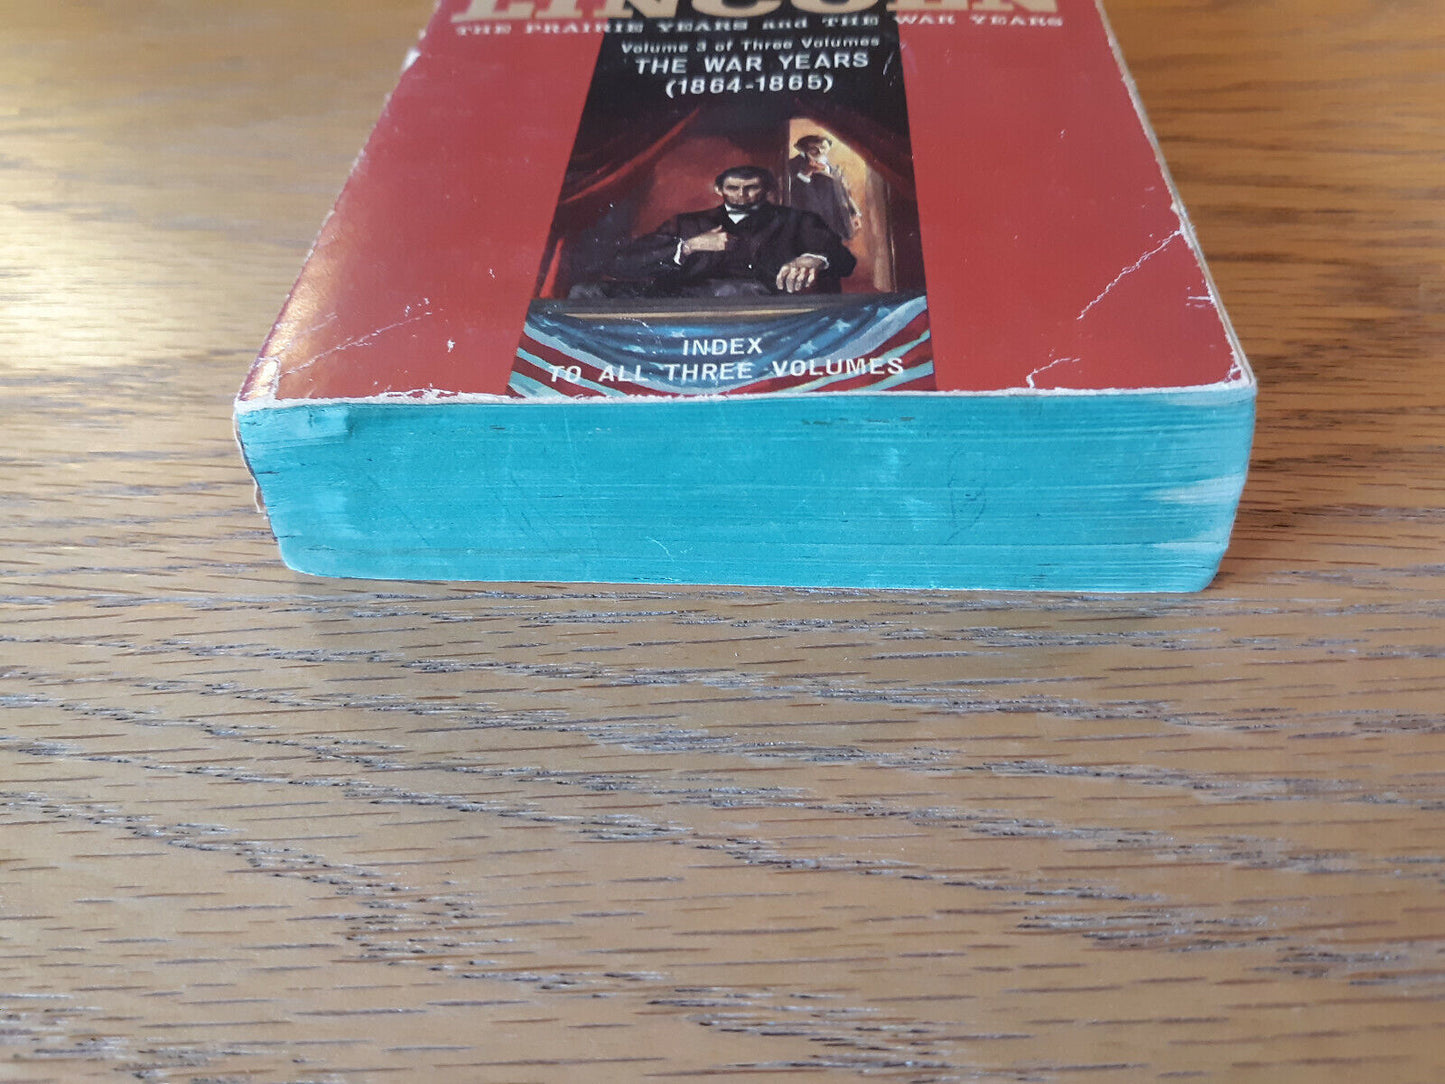 LINCOLN
THE PRAIRIE YEARS and THE WAR YEARS
Volume 3 of Three Volumes
THE WAR YEARS
(1864-1865)
INDEX
TO ALL THREE VOLUMES